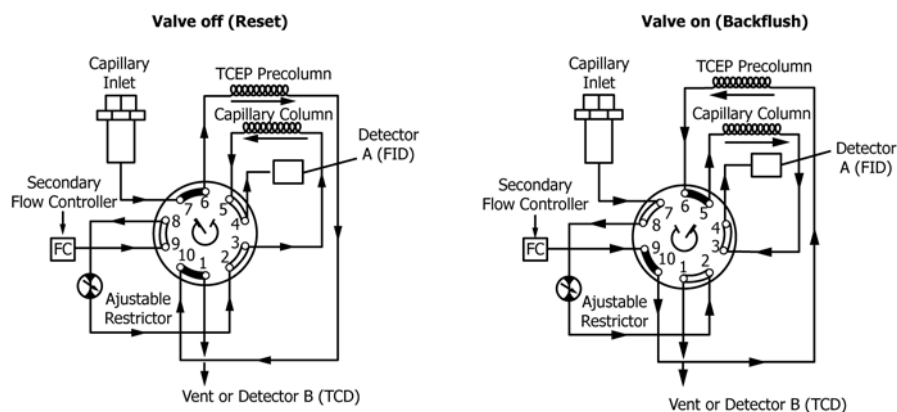 Valve off (Reset)
Capillary
Inlet
TCEP Precolumn
Capillary Column
Detector
A (FID)
Secondary
Flow Controller
FC
7
6
5
4
3
2
1
10
9
8
Ajustable
Restrictor
Vent or Detector B (TCD)
Valve on (Backflush)
Capillary
Inlet
TCEP Precolumn
Capillary Column
Detector
A (FID)
Secondary
Flow Controller
FC
7
6
5
4
3
2
1
10
9
8
Ajustable
Restrictor
Vent or Detector B (TCD)